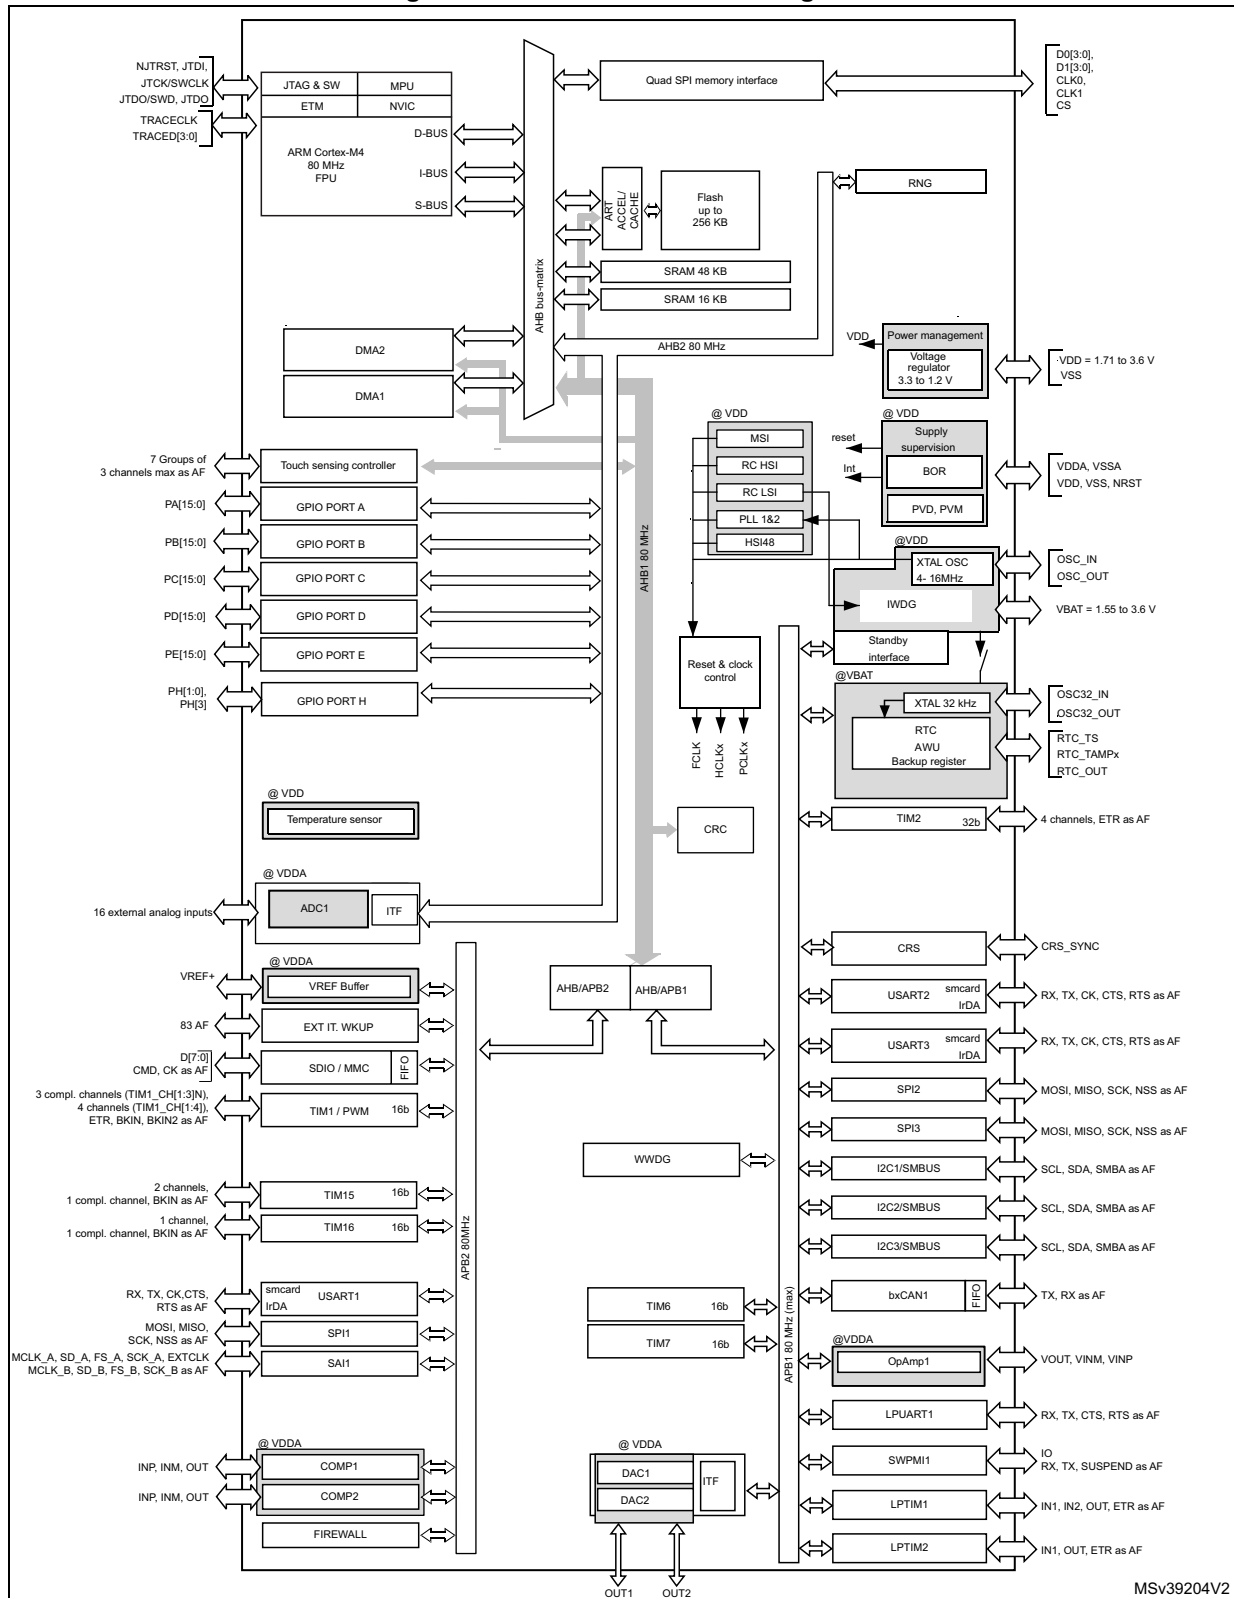 NJTRST, JTDI,
JTCK/SWCLK
JTDO/SWD, JTDO
TRACECLK
TRACED[3:0]
JTAG & SW
MPU
ETM
NVIC
ARM Cortex-M4
80 MHz
FPU
D-BUS
I-BUS
S-BUS
AHB bus-matrix
Quad SPI memory interface
D0[3:0],
D1[3:0],
CLK0,
CLK1
CS
ART
ACCEL/
CACHE
Flash
up to
256 KB
RNG
SRAM 48 KB
SRAM 16 KB
AHB2 80 MHz
DMA2
DMA1
VDD
Power management
Voltage
regulator
3.3 to 1.2 V
VDD = 1.71 to 3.6 V
VSS
@ VDD
MSI
RC HSI
RC LSI
PLL 1&2
HSI48
@ VDD
reset
Int
Supply
supervision
BOR
PVD, PVM
VDDA, VSSA
VDD, VSS, NRST
@VDD
XTAL OSC
4- 16MHz
IWDG
OSC_IN
OSC_OUT
VBAT = 1.55 to 3.6 V
Standby
interface
@VBAT
XTAL 32 kHz
RTC
AWU
Backup register
OSC32_IN
OSC32_OUT
RTC_TS
RTC_TAMPx
RTC_OUT
7 Groups of
3 channels max as AF
Touch sensing controller
PA[15:0]
GPIO PORT A
PB[15:0]
GPIO PORT B
PC[15:0]
GPIO PORT C
PD[15:0]
GPIO PORT D
PE[15:0]
GPIO PORT E
PH[1:0],
PH[3]
GPIO PORT H
AHB1 80 MHz
Reset & clock
control
FCLK
HCLKx
PCLKx
@ VDD
Temperature sensor
CRC
TIM2
32b
4 channels, ETR as AF
@ VDDA
16 external analog inputs
ADC1
ITF
CRS
CRS_SYNC
@ VDDA
VREF+
VREF Buffer
AHB/APB2
AHB/APB1
USART2
smcard
IrDA
RX, TX, CK, CTS, RTS as AF
83 AF
EXT IT. WKUP
D[7:0]
CMD, CK as AF
SDIO / MMC
FIFO
USART3
smcard
IrDA
RX, TX, CK, CTS, RTS as AF
3 compl. channels (TIM1_CH[1:3]N),
4 channels (TIM1_CH[1:4]),
ETR, BKIN, BKIN2 as AF
TIM1 / PWM
16b
SPI2
MOSI, MISO, SCK, NSS as AF
SPI3
MOSI, MISO, SCK, NSS as AF
WWDG
I2C1/SMBUS
SCL, SDA, SMBA as AF
2 channels,
1 compl. channel, BKIN as AF
TIM15
16b
I2C2/SMBUS
SCL, SDA, SMBA as AF
1 channel,
1 compl. channel, BKIN as AF
TIM16
16b
I2C3/SMBUS
SCL, SDA, SMBA as AF
APB2 80MHz
APB1 80 MHz (max)
RX, TX, CK,CTS,
RTS as AF
smcard
IrDA
USART1
TIM6
16b
bxCAN1
FIFO
TX, RX as AF
MOSI, MISO,
SCK, NSS as AF
SPI1
TIM7
16b
@VDDA
OpAmp1
VOUT, VINM, VINP
MCLK_A, SD_A, FS_A, SCK_A, EXTCLK
MCLK_B, SD_B, FS_B, SCK_B as AF
SAI1
LPUART1
RX, TX, CTS, RTS as AF
@ VDDA
INP, INM, OUT
COMP1
INP, INM, OUT
COMP2
FIREWALL
@ VDDA
DAC1
DAC2
ITF
OUT1
OUT2
SWPMI1
IO
RX, TX, SUSPEND as AF
LPTIM1
IN1, IN2, OUT, ETR as AF
LPTIM2
IN1, OUT, ETR as AF
MSv39204V2